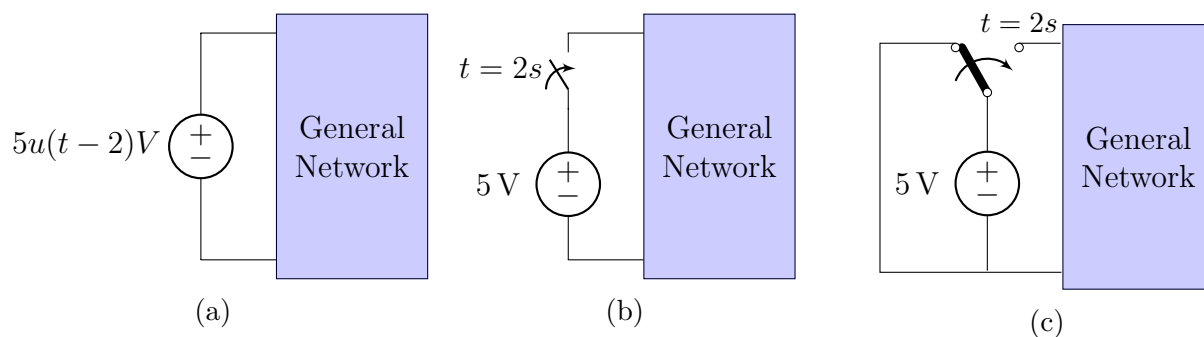 5u(t − 2)V
+
−
General
Network
(a)
t = 2s
5 V
+
−
General
Network
(b)
t = 2s
5 V
+
−
General
Network
(c)